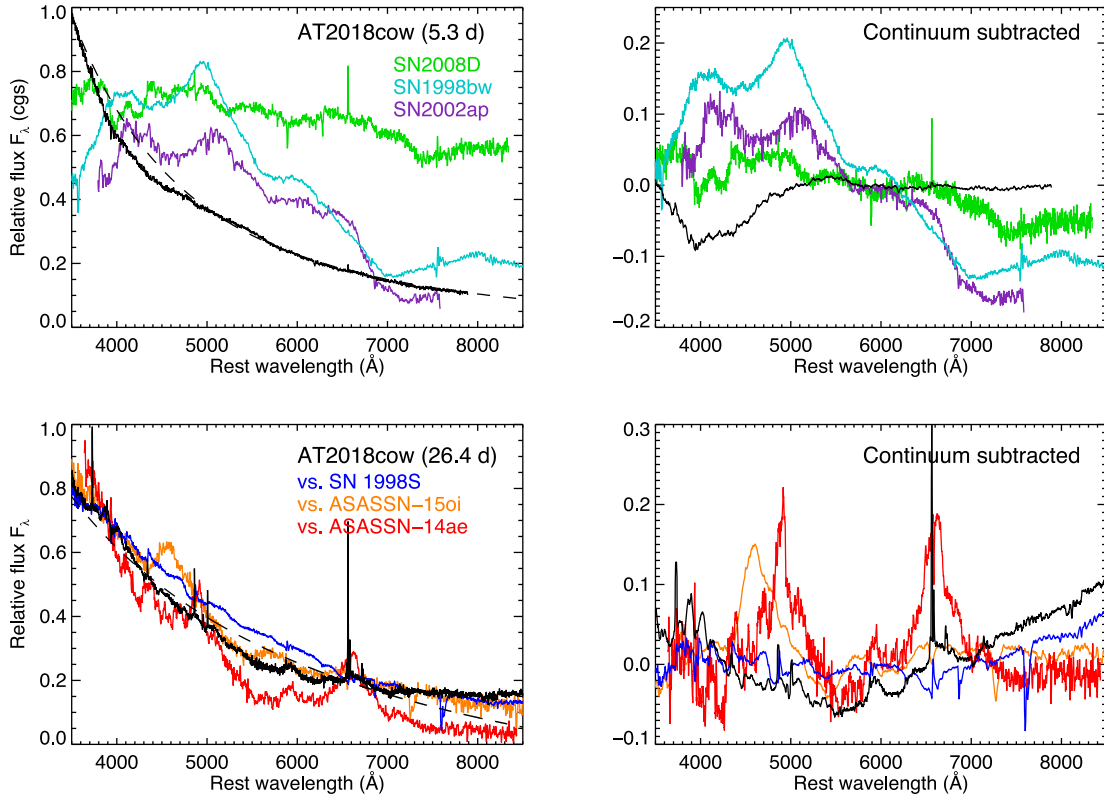 AT2018cow (5.3 d)
SN2008D
SN1998bw
SN2002ap
Relative flux Fλ (cgs)
1.0
0.8
0.6
0.4
0.2
0.0
4000 5000 6000 7000 8000
Rest wavelength (Å)
Continuum subtracted
0.2
0.1
0.0
−0.1
−0.2
4000 5000 6000 7000 8000
Rest wavelength (Å)
AT2018cow (26.4 d)
vs. SN 1998S
vs. ASASSN−15oi
vs. ASASSN−14ae
Relative flux Fλ
1.0
0.8
0.6
0.4
0.2
0.0
4000 5000 6000 7000 8000
Rest wavelength (Å)
Continuum subtracted
0.3
0.2
0.1
0.0
−0.1
4000 5000 6000 7000 8000
Rest wavelength (Å)